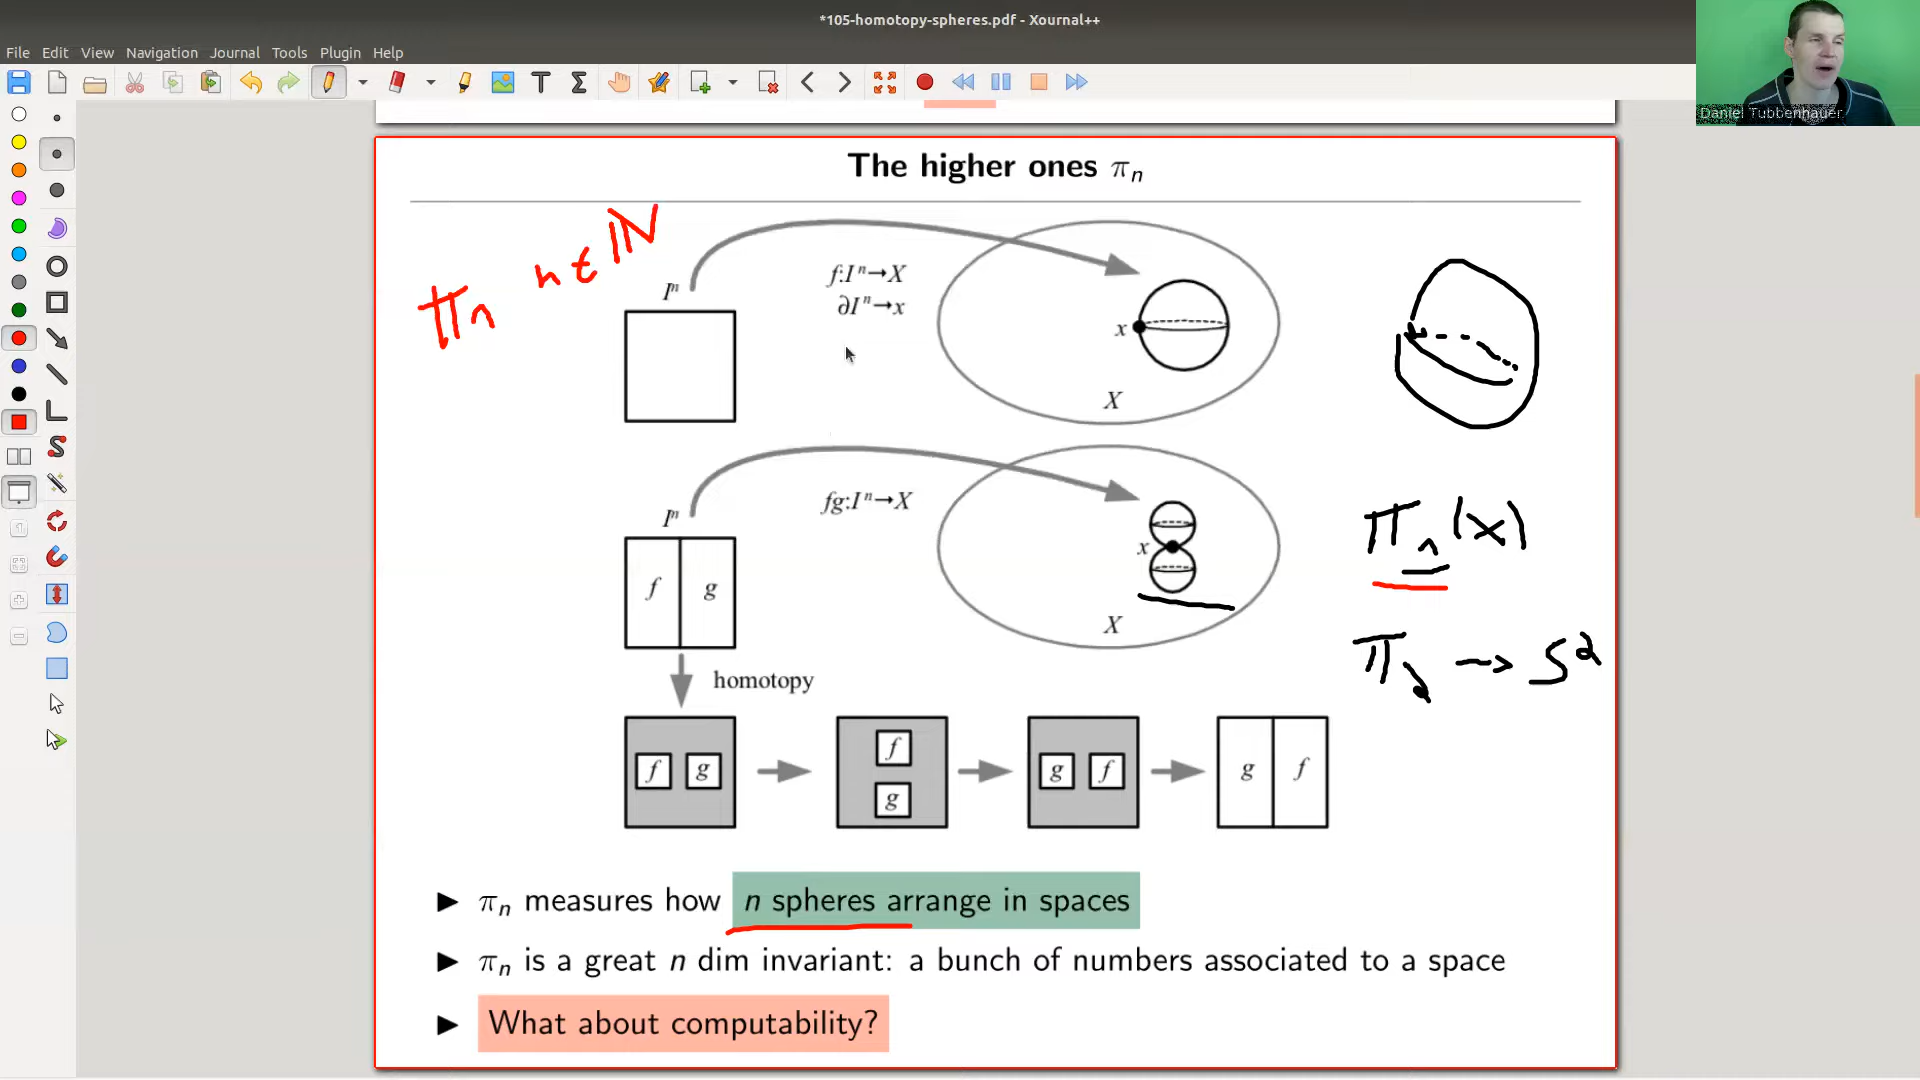 *105-homotopy-spheres.pdf - Xournal++
File Edit View Navigation Journal Tools Plugin Help
Daniel Tubbenhauer
The higher ones πₙ
πₙ n ∈ ℕ
Iⁿ
f:Iⁿ→X
∂Iⁿ→x
x
X
Iⁿ
fg:Iⁿ→X
f g
x
X
πₙ(x)
π₂ → S²
homotopy
f g
f
g
g f
g f
► πₙ measures how n spheres arrange in spaces
► πₙ is a great n dim invariant: a bunch of numbers associated to a space
► What about computability?